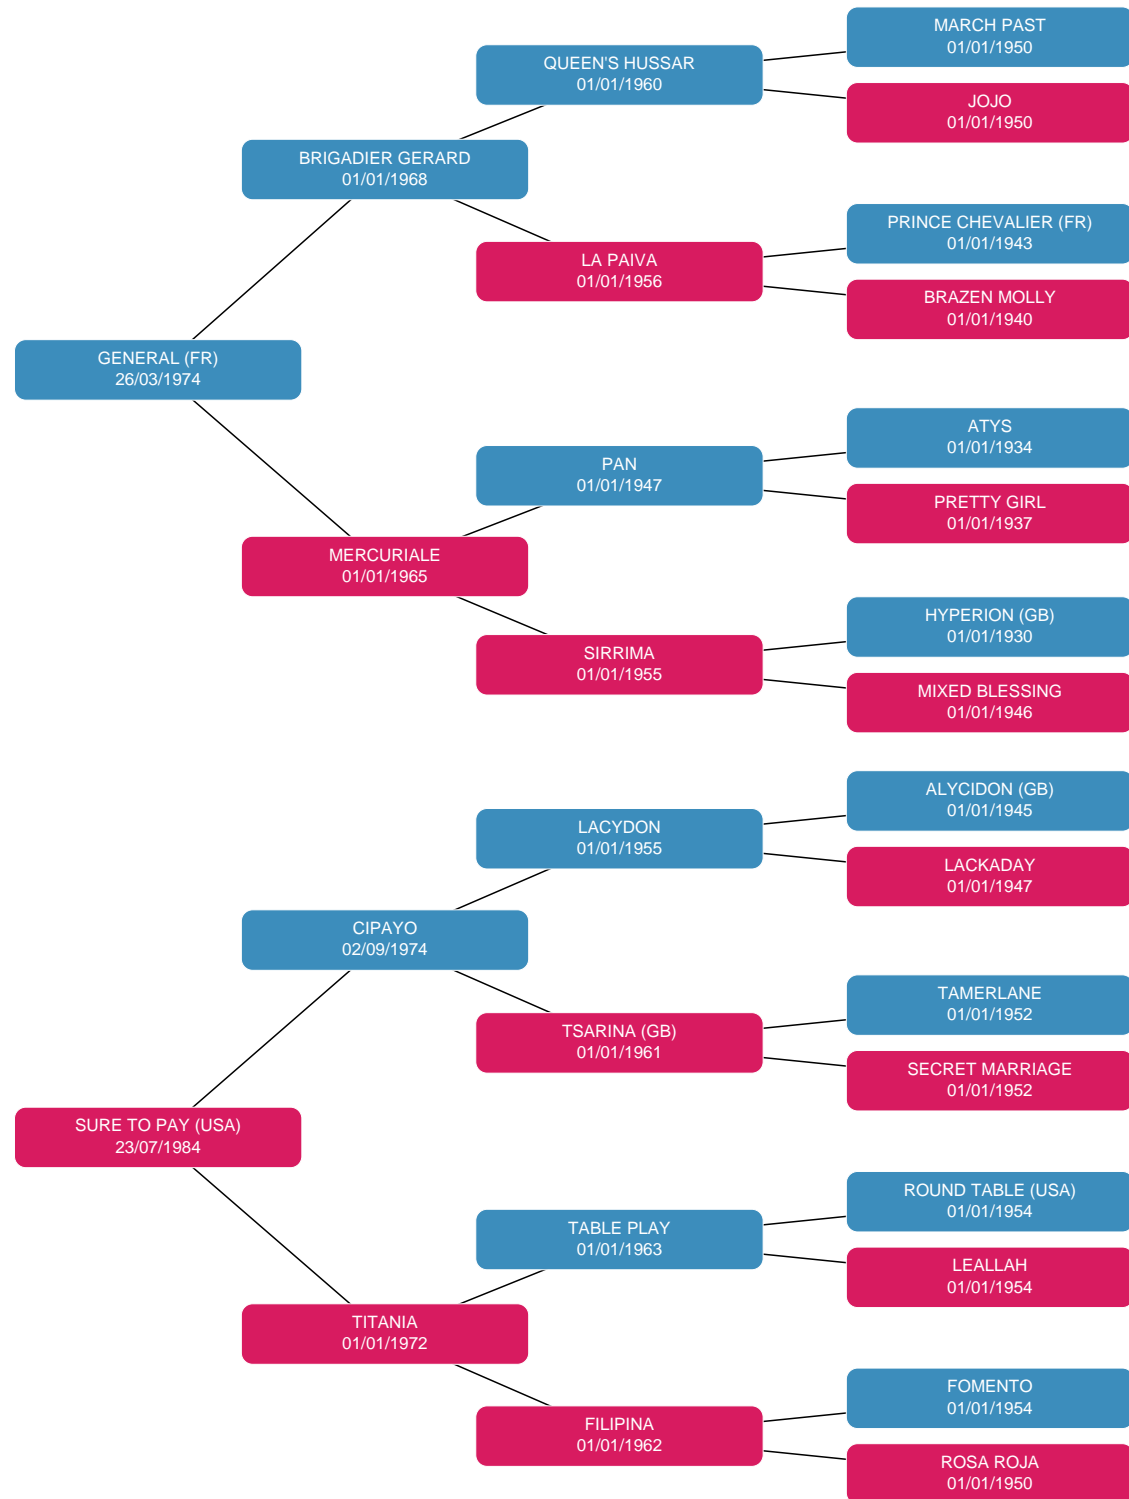 MARCH PAST
01/01/1950
QUEEN'S HUSSAR
01/01/1960
JOJO
01/01/1950
BRIGADIER GERARD
01/01/1968
PRINCE CHEVALIER (FR)
01/01/1943
LA PAIVA
01/01/1956
BRAZEN MOLLY
01/01/1940
GENERAL (FR)
26/03/1974
ATYS
01/01/1934
PAN
01/01/1947
PRETTY GIRL
01/01/1937
MERCURIALE
01/01/1965
HYPERION (GB)
01/01/1930
SIRRIMA
01/01/1955
MIXED BLESSING
01/01/1946
ALYCIDON (GB)
01/01/1945
LACYDON
01/01/1955
LACKADAY
01/01/1947
CIPAYO
02/09/1974
TAMERLANE
01/01/1952
TSARINA (GB)
01/01/1961
SECRET MARRIAGE
01/01/1952
SURE TO PAY (USA)
23/07/1984
ROUND TABLE (USA)
01/01/1954
TABLE PLAY
01/01/1963
LEALLAH
01/01/1954
TITANIA
01/01/1972
FOMENTO
01/01/1954
FILIPINA
01/01/1962
ROSA ROJA
01/01/1950